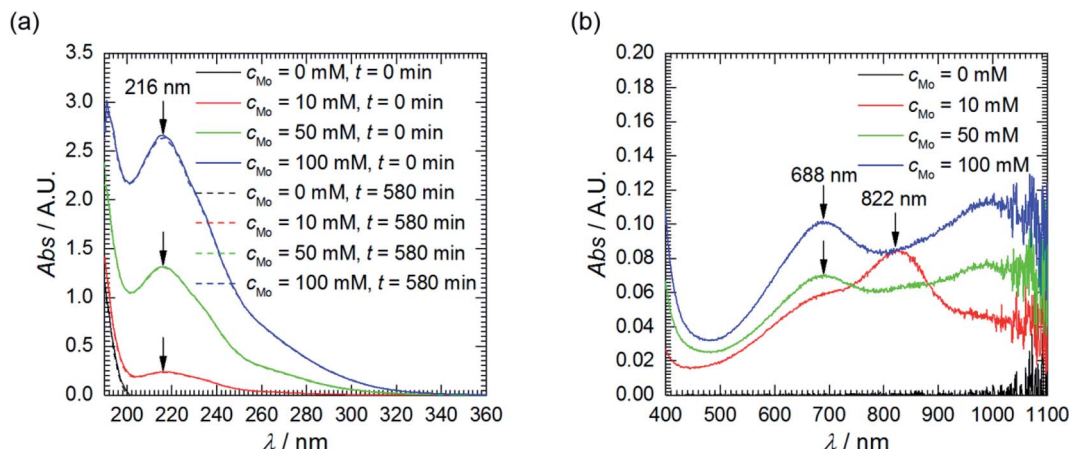 (a)
3.5
3.0
2.5
2.0
1.5
1.0
0.5
0.0
Abs / A.U.
216 nm
c_Mo = 0 mM, t = 0 min
c_Mo = 10 mM, t = 0 min
c_Mo = 50 mM, t = 0 min
c_Mo = 100 mM, t = 0 min
c_Mo = 0 mM, t = 580 min
c_Mo = 10 mM, t = 580 min
c_Mo = 50 mM, t = 580 min
c_Mo = 100 mM, t = 580 min
200 220 240 260 280 300 320 340 360
λ / nm
(b)
0.20
0.18
0.16
0.14
0.12
0.10
0.08
0.06
0.04
0.02
0.00
Abs / A.U.
c_Mo = 0 mM
c_Mo = 10 mM
c_Mo = 50 mM
c_Mo = 100 mM
688 nm
822 nm
400 500 600 700 800 900 1000 1100
λ / nm